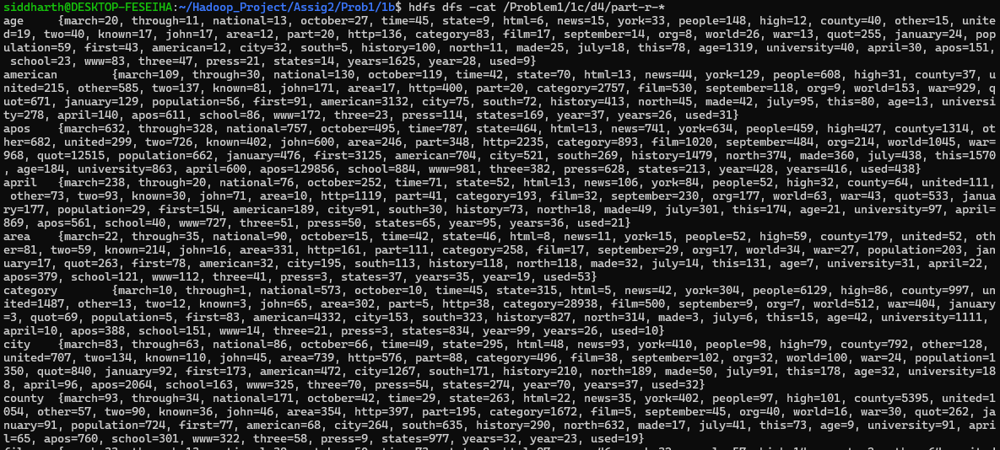 siddharth@DESKTOP-FESEIHA:~/Hadoop_Project/Assig2/Prob1/1b$ hdfs dfs -cat /Problem1/1c/d4/part-r-*
age     {march=20, through=11, national=13, october=27, time=45, state=9, html=6, news=15, york=33, people=148, high=12, county=40, other=15, unite
d=19, two=40, known=17, john=17, area=12, part=20, http=136, category=83, film=17, september=14, org=8, world=26, war=13, quot=255, january=24, pop
ulation=59, first=43, american=12, city=32, south=5, history=100, north=11, made=25, july=18, this=78, age=1319, university=40, april=30, apos=151,
 school=23, www=83, three=47, press=21, states=14, years=1625, year=28, used=9}
american        {march=109, through=30, national=130, october=119, time=42, state=70, html=13, news=44, york=129, people=608, high=31, county=37, u
nited=215, other=585, two=137, known=81, john=171, area=17, http=400, part=20, category=2757, film=530, september=118, org=9, world=153, war=929, q
uot=671, january=129, population=56, first=91, american=3132, city=75, south=72, history=413, north=45, made=42, july=95, this=80, age=13, universi
ty=278, april=140, apos=611, school=86, www=172, three=23, press=114, states=169, year=37, years=26, used=31}
apos    {march=632, through=328, national=757, october=495, time=787, state=464, html=13, news=741, york=634, people=459, high=427, county=1314, ot
her=682, united=299, two=726, known=402, john=600, area=246, part=348, http=2235, category=893, film=1020, september=484, org=214, world=1045, war=
968, quot=12515, population=662, january=476, first=3125, american=704, city=521, south=269, history=1479, north=374, made=360, july=438, this=1570
, age=184, university=863, april=600, apos=129856, school=884, www=981, three=382, press=628, states=213, year=428, years=416, used=438}
april   {march=238, through=20, national=76, october=252, time=71, state=52, html=13, news=106, york=84, people=52, high=32, county=64, united=111,
 other=73, two=93, known=30, john=71, area=10, http=1119, part=41, category=193, film=32, september=230, org=177, world=63, war=43, quot=533, janua
ry=177, population=29, first=154, american=189, city=91, south=30, history=73, north=18, made=49, july=301, this=174, age=21, university=97, april=
869, apos=561, school=40, www=727, three=51, press=50, states=65, year=95, years=36, used=21}
area    {march=22, through=35, national=90, october=15, time=42, state=46, html=8, news=11, york=15, people=52, high=59, county=179, united=52, oth
er=81, two=59, known=214, john=16, area=331, http=161, part=111, category=258, film=17, september=29, org=17, world=34, war=27, population=203, jan
uary=17, quot=263, first=78, american=32, city=195, south=113, history=118, north=118, made=32, july=14, this=131, age=7, university=31, april=22,
apos=379, school=121, www=112, three=41, press=3, states=37, years=35, year=19, used=53}
category        {march=10, through=1, national=573, october=10, time=45, state=315, html=5, news=42, york=304, people=6129, high=86, county=997, un
ited=1487, other=13, two=12, known=3, john=65, area=302, part=5, http=38, category=28938, film=500, september=9, org=7, world=512, war=404, january
=3, quot=69, population=5, first=83, american=4332, city=153, south=323, history=827, north=314, made=3, july=6, this=15, age=42, university=1111,
april=10, apos=388, school=151, www=14, three=21, press=3, states=834, year=99, years=26, used=10}
city    {march=83, through=63, national=86, october=66, time=49, state=295, html=48, news=93, york=410, people=98, high=79, county=792, other=128,
united=707, two=134, known=110, john=45, area=739, http=576, part=88, category=496, film=38, september=102, org=32, world=100, war=24, population=1
350, quot=840, january=92, first=173, american=472, city=1267, south=171, history=210, north=189, made=50, july=91, this=178, age=32, university=18
8, april=96, apos=2064, school=163, www=325, three=70, press=54, states=274, year=70, years=37, used=32}
county  {march=93, through=34, national=171, october=42, time=29, state=263, html=22, news=35, york=402, people=97, high=101, county=5395, united=1
054, other=57, two=90, known=36, john=46, area=354, http=397, part=195, category=1672, film=5, september=45, org=40, world=16, war=30, quot=262, ja
nuary=91, population=724, first=77, american=68, city=264, south=635, history=290, north=632, made=17, july=41, this=73, age=9, university=91, apri
l=65, apos=760, school=301, www=322, three=58, press=9, states=977, years=32, year=23, used=19}